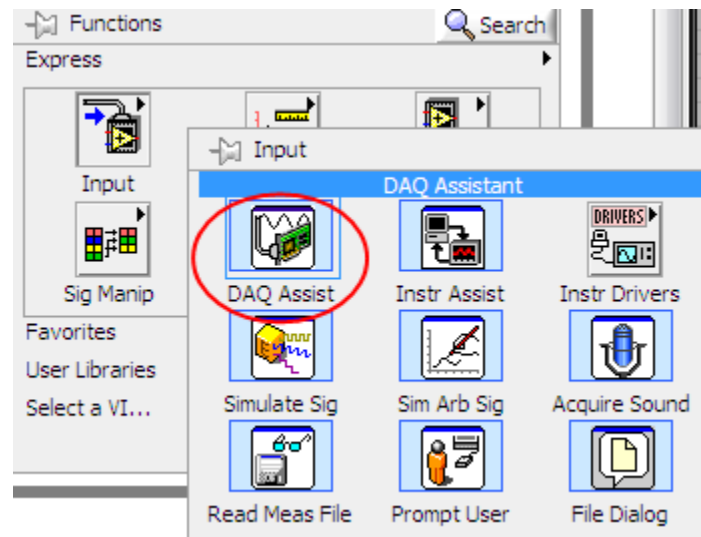 Functions
Search
Express
Input
Sig Manip
Favorites
User Libraries
Select a VI...
Input
DAQ Assistant
DRIVERS
DAQ Assist
Instr Assist
Instr Drivers
Simulate Sig
Sim Arb Sig
Acquire Sound
Read Meas File
Prompt User
File Dialog